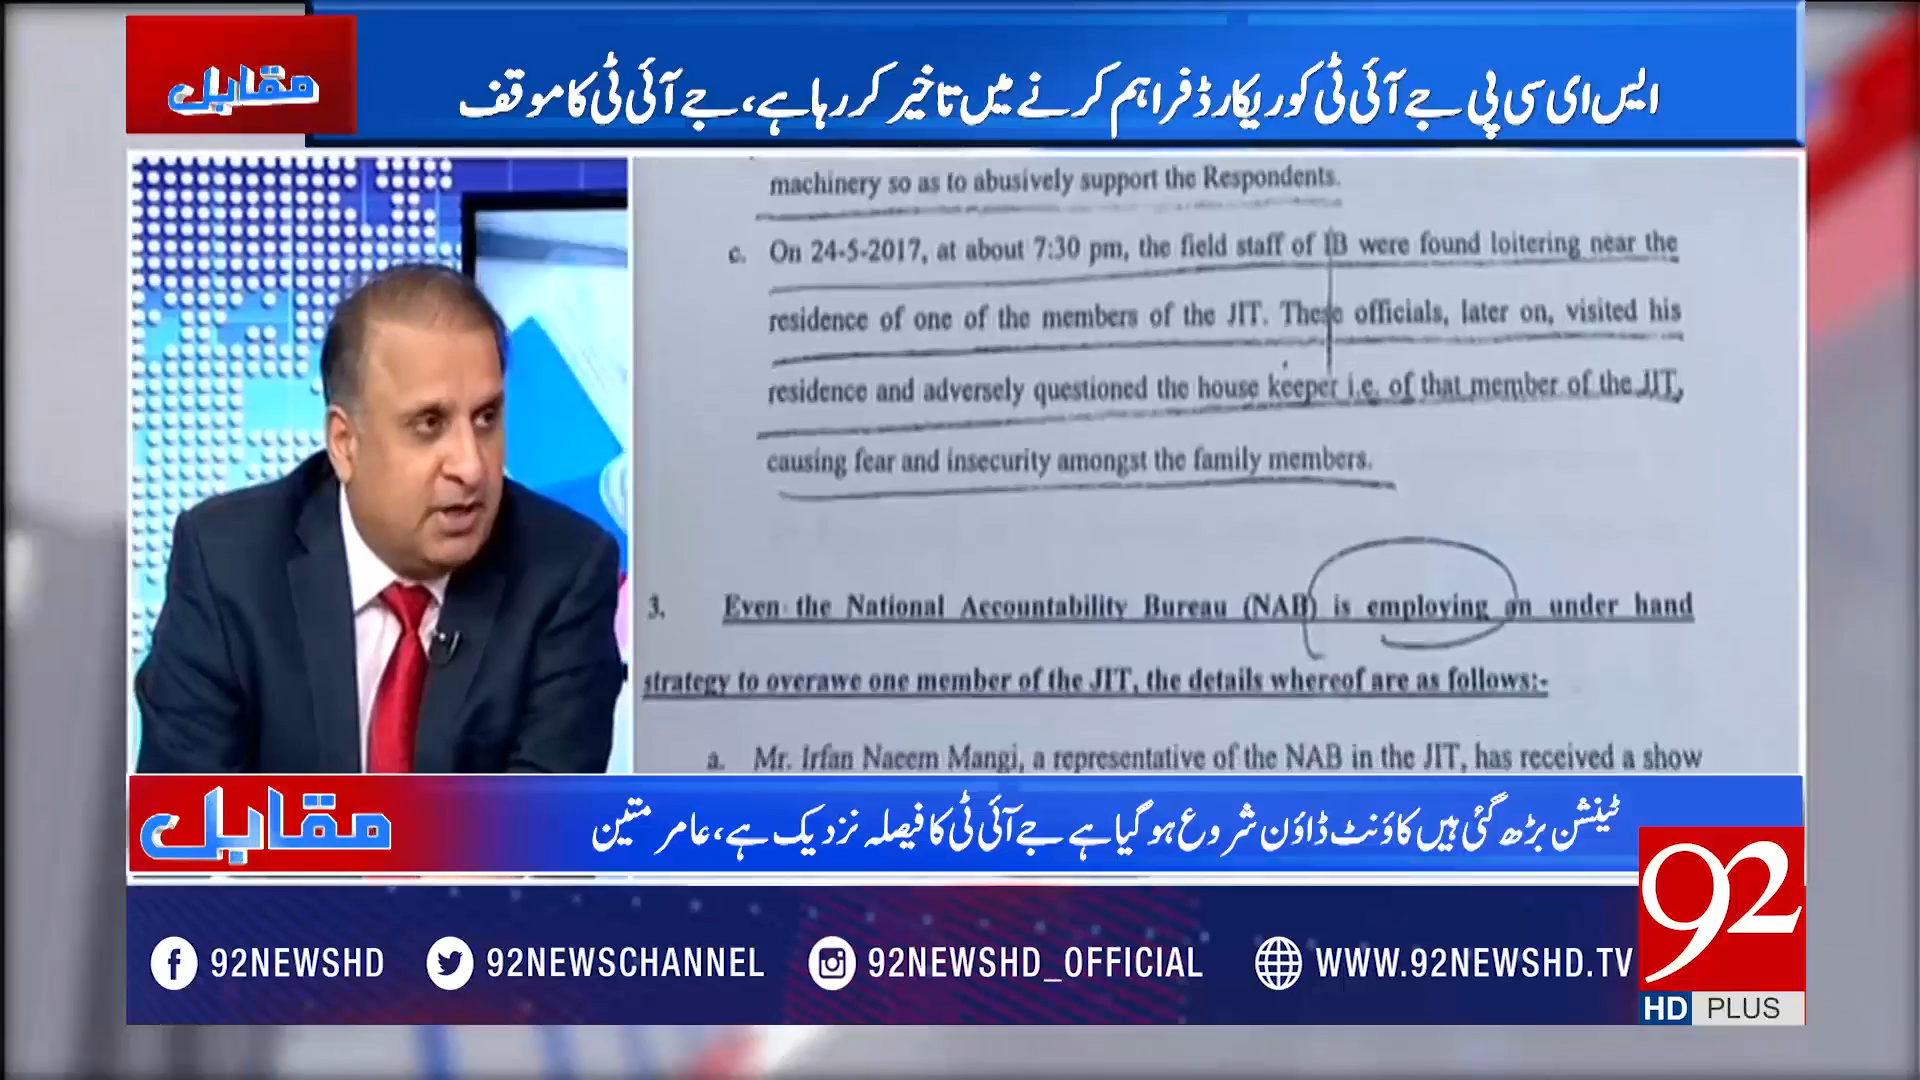 مقابل
ایس ای سی پی جے آئی ٹی کو ریکارڈ فراہم کرنے میں تاخیر کر رہا ہے، جے آئی ٹی کا موقف
machinery so as to abusively support the Respondents.
c. On 24-5-2017, at about 7:30 pm, the field staff of IB were found loitering near the
residence of one of the members of the JIT. These officials, later on, visited his
residence and adversely questioned the house keeper i.e. of that member of the JIT,
causing fear and insecurity amongst the family members.
3. Even the National Accountability Bureau (NAB) is employing an under hand
strategy to overawe one member of the JIT, the details whereof are as follows:-
a. Mr. Irfan Naeem Mangi, a representative of the NAB in the JIT, has received a show
مقابل
ٹینشن بڑھ گئی ہیں کاؤنٹ ڈاؤن شروع ہو گیا ہے جے آئی ٹی کا فیصلہ نزدیک ہے، عامر متین
92
HD PLUS
92NEWSHD 92NEWSCHANNEL 92NEWSHD_OFFICIAL WWW.92NEWSHD.TV